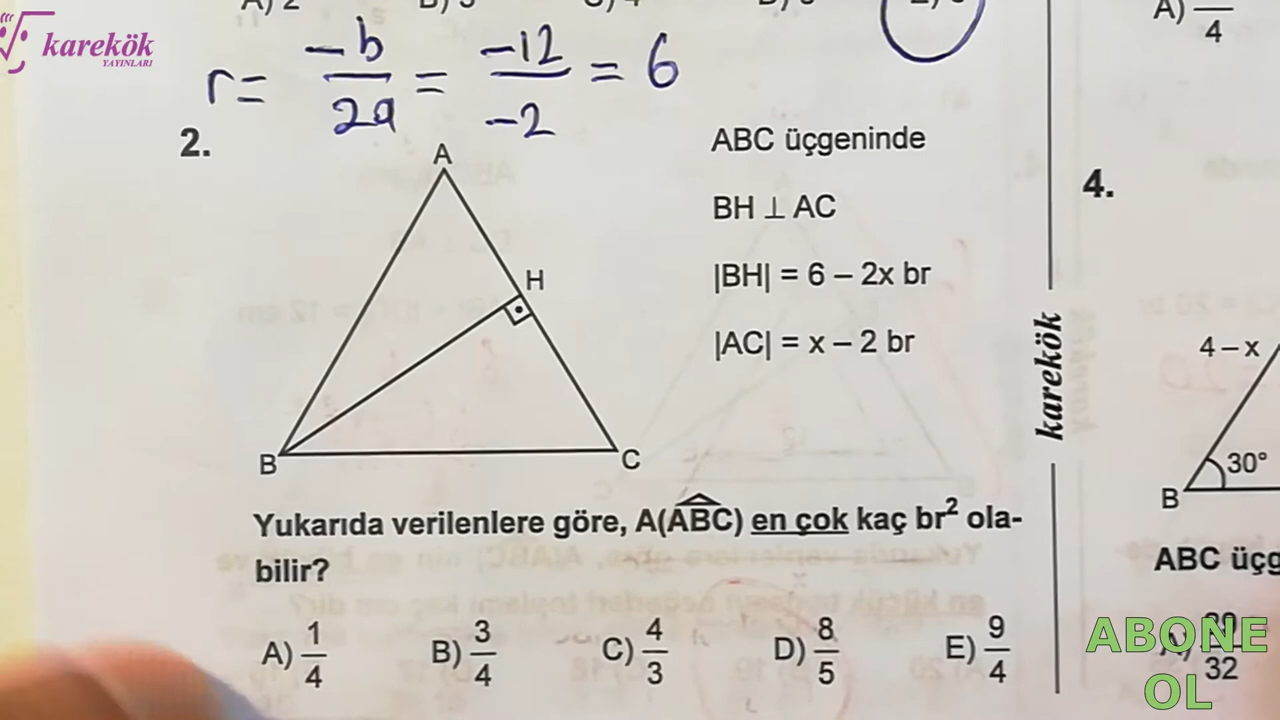 karekök
YAYINLARI
A)
4
r = -b/2a = -12/-2 = 6
2.
A
H
B
C
ABC üçgeninde
BH ⊥ AC
|BH| = 6 – 2x br
|AC| = x – 2 br
Yukarıda verilenlere göre, A(ABC) en çok kaç br² ola-
bilir?
A) 1/4 B) 3/4 C) 4/3 D) 8/5 E) 9/4
karekök
4.
4 – x
30°
B
ABC üçg
32
ABONE
OL